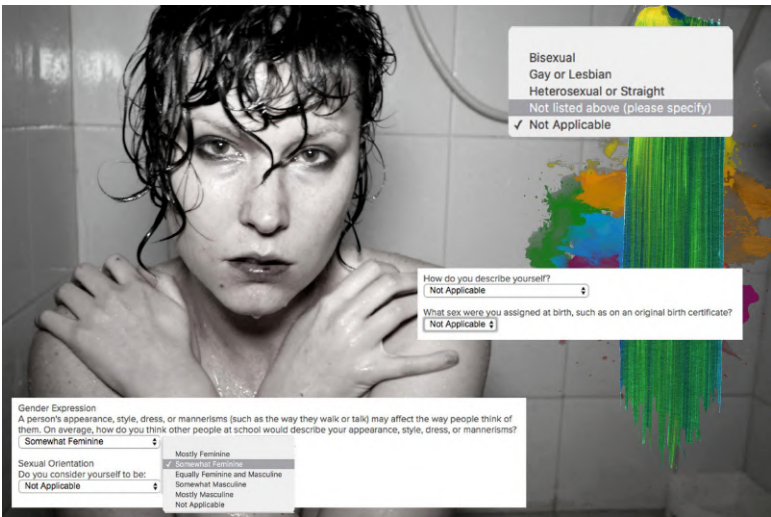 Bisexual
Gay or Lesbian
Heterosexual or Straight
Not listed above (please specify)
✓ Not Applicable
How do you describe yourself?
Not Applicable
What sex were you assigned at birth, such as on an original birth certificate?
Not Applicable
Gender Expression
A person's appearance, style, dress, or mannerisms (such as the way they walk or talk) may affect the way people think of
them. On average, how do you think other people at school would describe your appearance, style, dress, or mannerisms?
Somewhat Feminine
Sexual Orientation
Do you consider yourself to be:
Not Applicable
Mostly Feminine
✓ Somewhat Feminine
Equally Feminine and Masculine
Somewhat Masculine
Mostly Masculine
Not Applicable